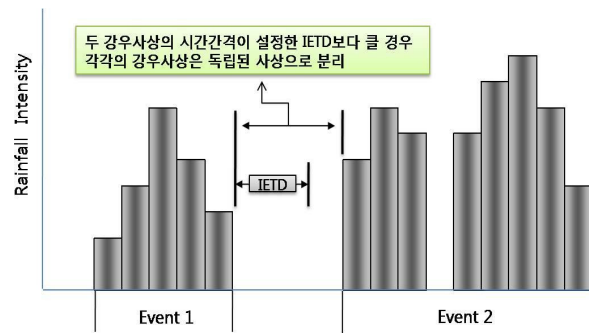 두 강우사상의 시간간격이 설정한 IETD보다 클 경우
각각의 강우사상은 독립된 사상으로 분리
Rainfall Intensity
IETD
Event 1
Event 2